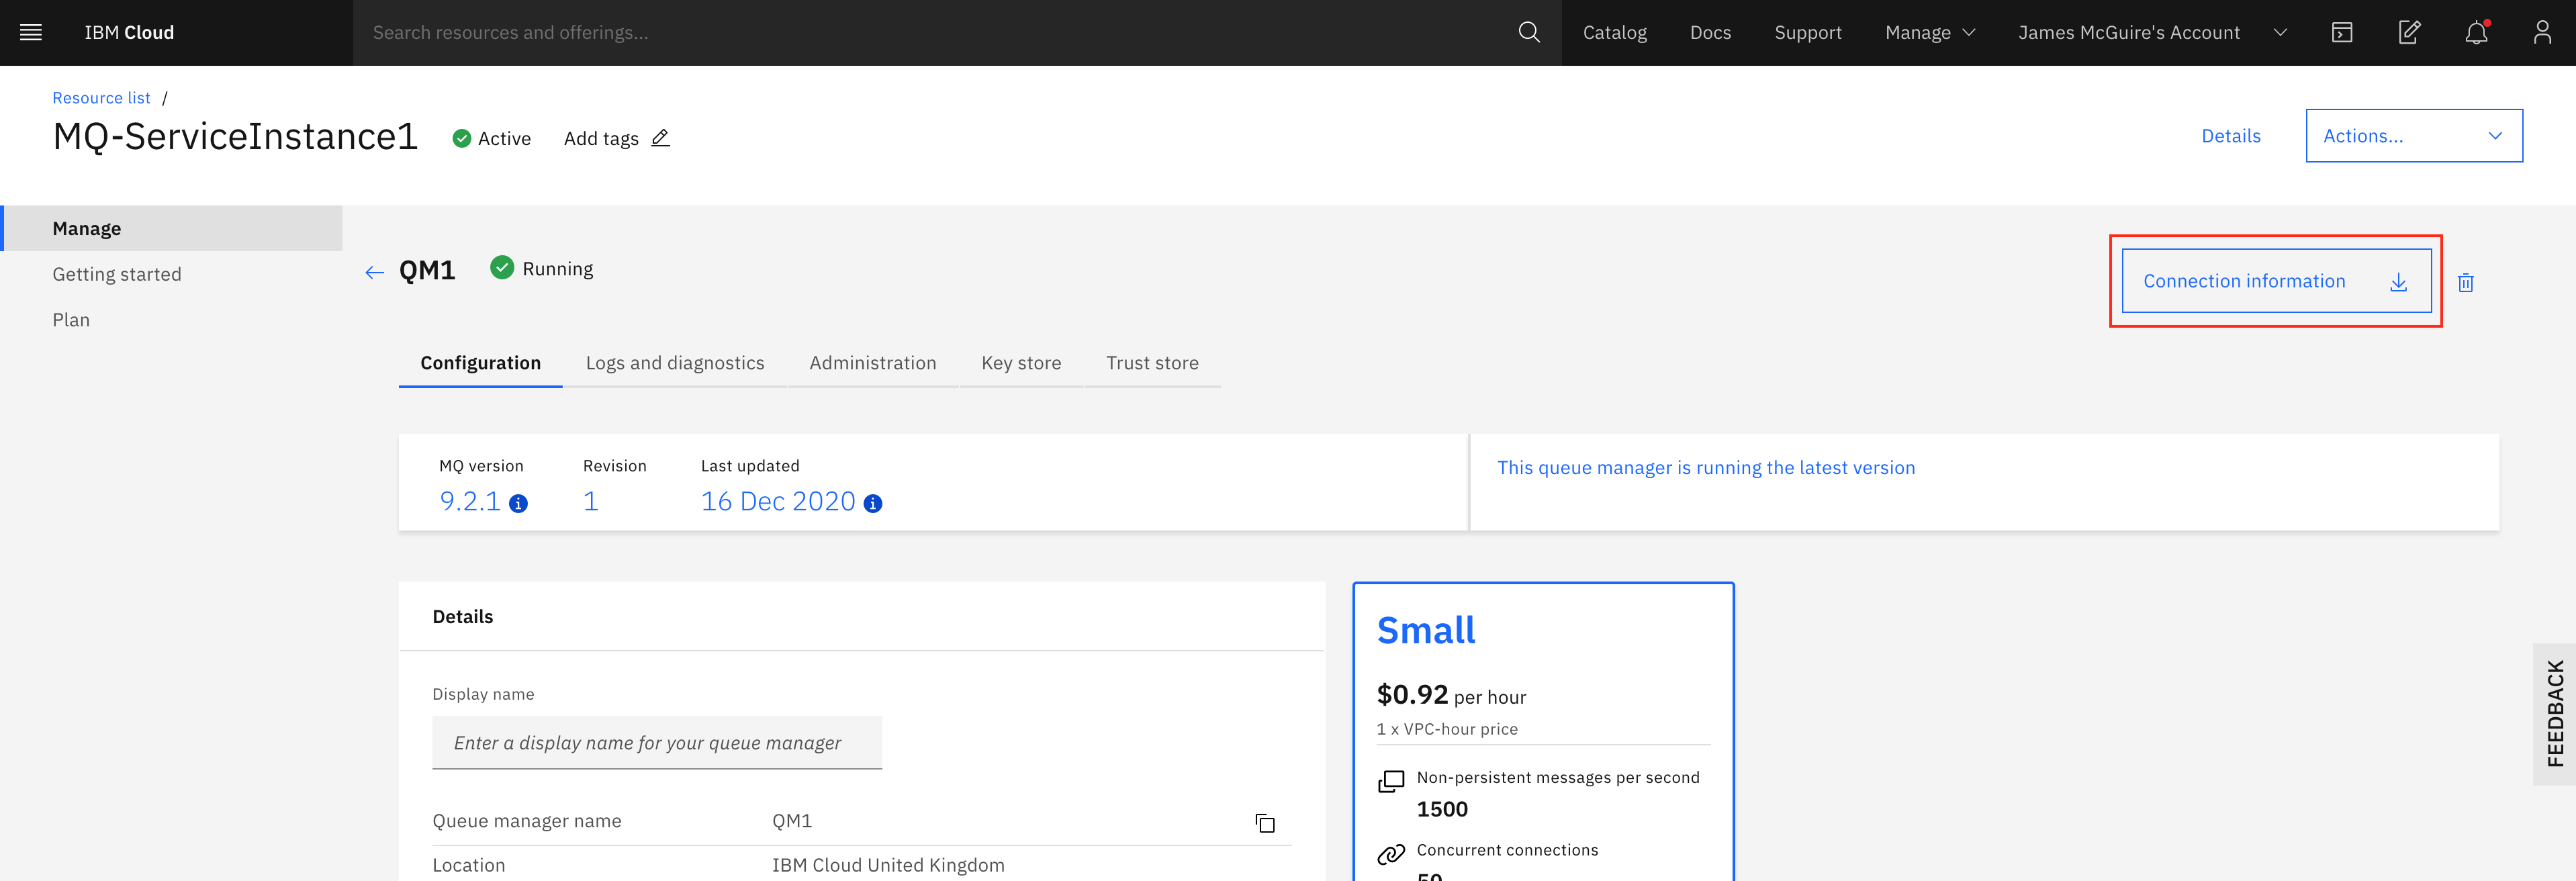 IBM Cloud
Search resources and offerings...
Catalog
Docs
Support
Manage
James McGuire's Account
Resource list /
MQ-ServiceInstance1
Active
Add tags
Details
Actions...
Manage
Getting started
Plan
QM1
Running
Connection information
Configuration
Logs and diagnostics
Administration
Key store
Trust store
MQ version
9.2.1
Revision
1
Last updated
16 Dec 2020
This queue manager is running the latest version
Details
Display name
Enter a display name for your queue manager
Queue manager name
QM1
Location
IBM Cloud United Kingdom
Small
$0.92 per hour
1 x VPC-hour price
Non-persistent messages per second
1500
Concurrent connections
FEEDBACK